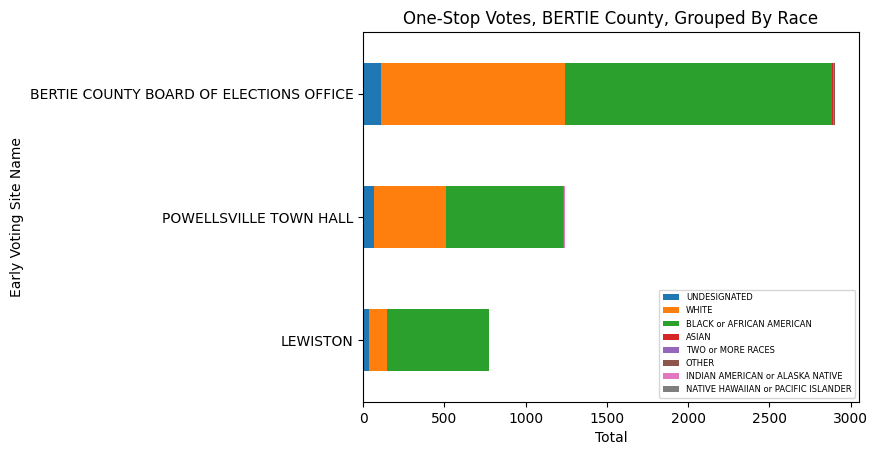 One-Stop Votes, BERTIE County, Grouped By Race
Early Voting Site Name
BERTIE COUNTY BOARD OF ELECTIONS OFFICE
POWELLSVILLE TOWN HALL
LEWISTON
UNDESIGNATED
WHITE
BLACK or AFRICAN AMERICAN
ASIAN
TWO or MORE RACES
OTHER
INDIAN AMERICAN or ALASKA NATIVE
NATIVE HAWAIIAN or PACIFIC ISLANDER
0 500 1000 1500 2000 2500 3000
Total